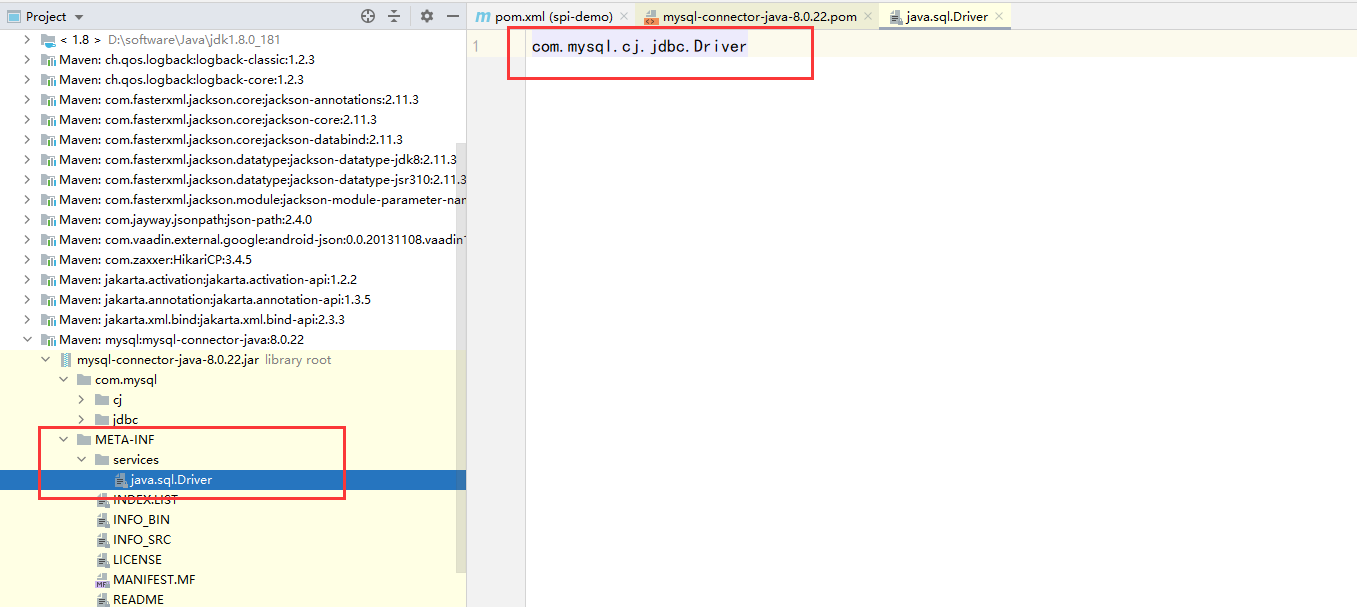 Project
pom.xml (spi-demo)
mysql-connector-java-8.0.22.pom
java.sql.Driver
< 1.8 > D:\software\Java\jdk1.8.0_181
Maven: ch.qos.logback:logback-classic:1.2.3
Maven: ch.qos.logback:logback-core:1.2.3
Maven: com.fasterxml.jackson.core:jackson-annotations:2.11.3
Maven: com.fasterxml.jackson.core:jackson-core:2.11.3
Maven: com.fasterxml.jackson.core:jackson-databind:2.11.3
Maven: com.fasterxml.jackson.datatype:jackson-datatype-jdk8:2.11.3
Maven: com.fasterxml.jackson.datatype:jackson-datatype-jsr310:2.11.3
Maven: com.fasterxml.jackson.module:jackson-module-parameter-nar
Maven: com.jayway.jsonpath:json-path:2.4.0
Maven: com.vaadin.external.google:android-json:0.0.20131108.vaadin1
Maven: com.zaxxer:HikariCP:3.4.5
Maven: jakarta.activation:jakarta.activation-api:1.2.2
Maven: jakarta.annotation:jakarta.annotation-api:1.3.5
Maven: jakarta.xml.bind:jakarta.xml.bind-api:2.3.3
Maven: mysql:mysql-connector-java:8.0.22
mysql-connector-java-8.0.22.jar library root
com.mysql
cj
jdbc
META-INF
services
java.sql.Driver
INDEX.LIST
INFO_BIN
INFO_SRC
LICENSE
MANIFEST.MF
README
1 com.mysql.cj.jdbc.Driver